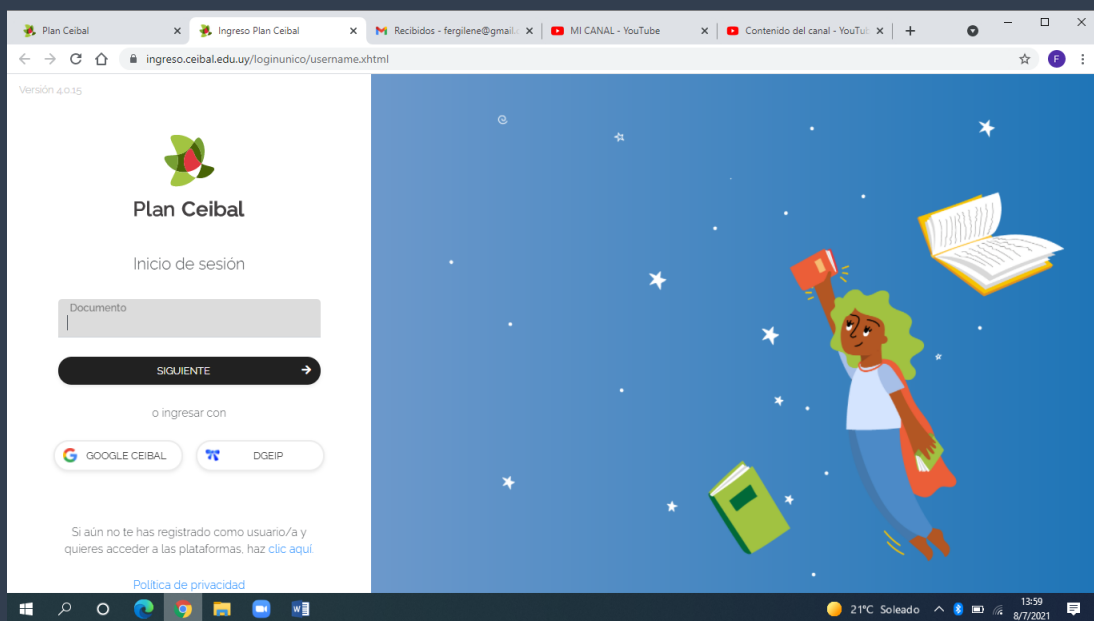 Plan Ceibal
Ingreso Plan Ceibal
Recibidos - fergilene@gmail.c
MI CANAL - YouTube
Contenido del canal - YouTub
ingreso.ceibal.edu.uy/loginunico/username.xhtml
F
Versión 4.0.15
Plan Ceibal
Inicio de sesión
Documento
SIGUIENTE
o ingresar con
GOOGLE CEIBAL
DGEIP
Si aún no te has registrado como usuario/a y
quieres acceder a las plataformas, haz clic aquí.
Política de privacidad
21°C Soleado
13:59
8/7/2021